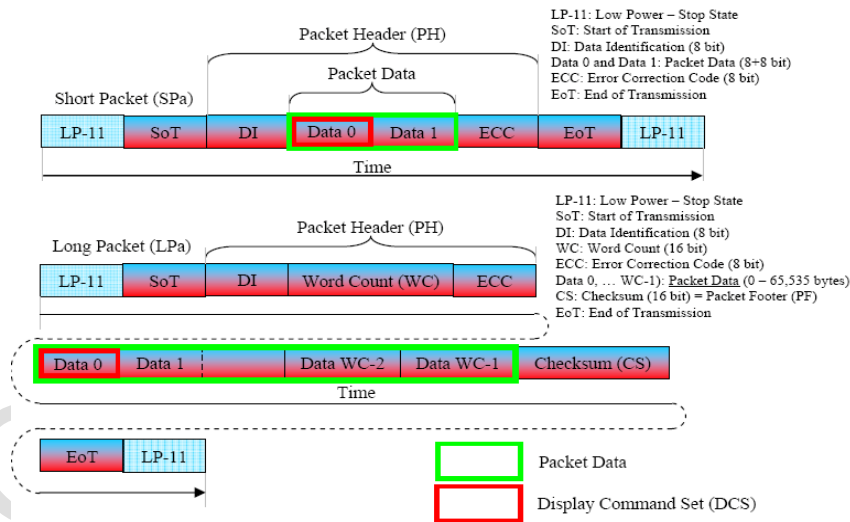 LP-11: Low Power – Stop State
SoT: Start of Transmission
DI: Data Identification (8 bit)
Data 0 and Data 1: Packet Data (8+8 bit)
ECC: Error Correction Code (8 bit)
EoT: End of Transmission
Packet Header (PH)
Packet Data
Short Packet (SPa)
LP-11 SoT DI Data 0 Data 1 ECC EoT LP-11
Time
LP-11: Low Power – Stop State
SoT: Start of Transmission
DI: Data Identification (8 bit)
WC: Word Count (16 bit)
ECC: Error Correction Code (8 bit)
Data 0, ... WC-1): Packet Data (0 – 65,535 bytes)
CS: Checksum (16 bit) = Packet Footer (PF)
EoT: End of Transmission
Packet Header (PH)
Long Packet (LPa)
LP-11 SoT DI Word Count (WC) ECC
Data 0 Data 1 Data WC-2 Data WC-1 Checksum (CS)
Time
EoT LP-11
Packet Data
Display Command Set (DCS)